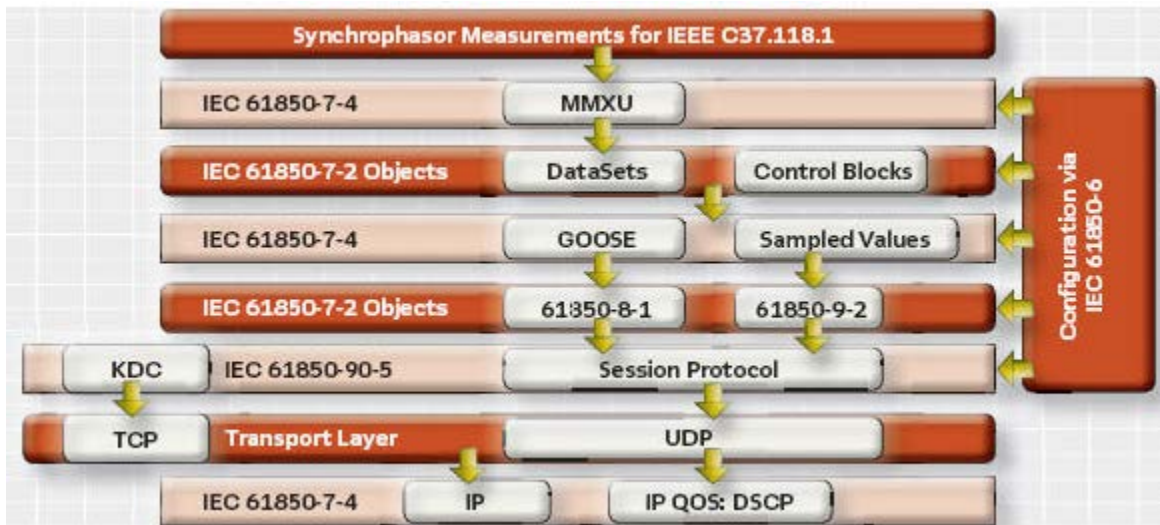 Synchrophasor Measurements for IEEE C37.118.1
IEC 61850-7-4 MMXU
IEC 61850-7-2 Objects DataSets Control Blocks
IEC 61850-7-4 GOOSE Sampled Values
IEC 61850-7-2 Objects 61850-8-1 61850-9-2
KDC IEC 61850-90-5 Session Protocol
TCP Transport Layer UDP
IEC 61850-7-4 IP IP QOS: DSCP
Configuration via
IEC 61850-6